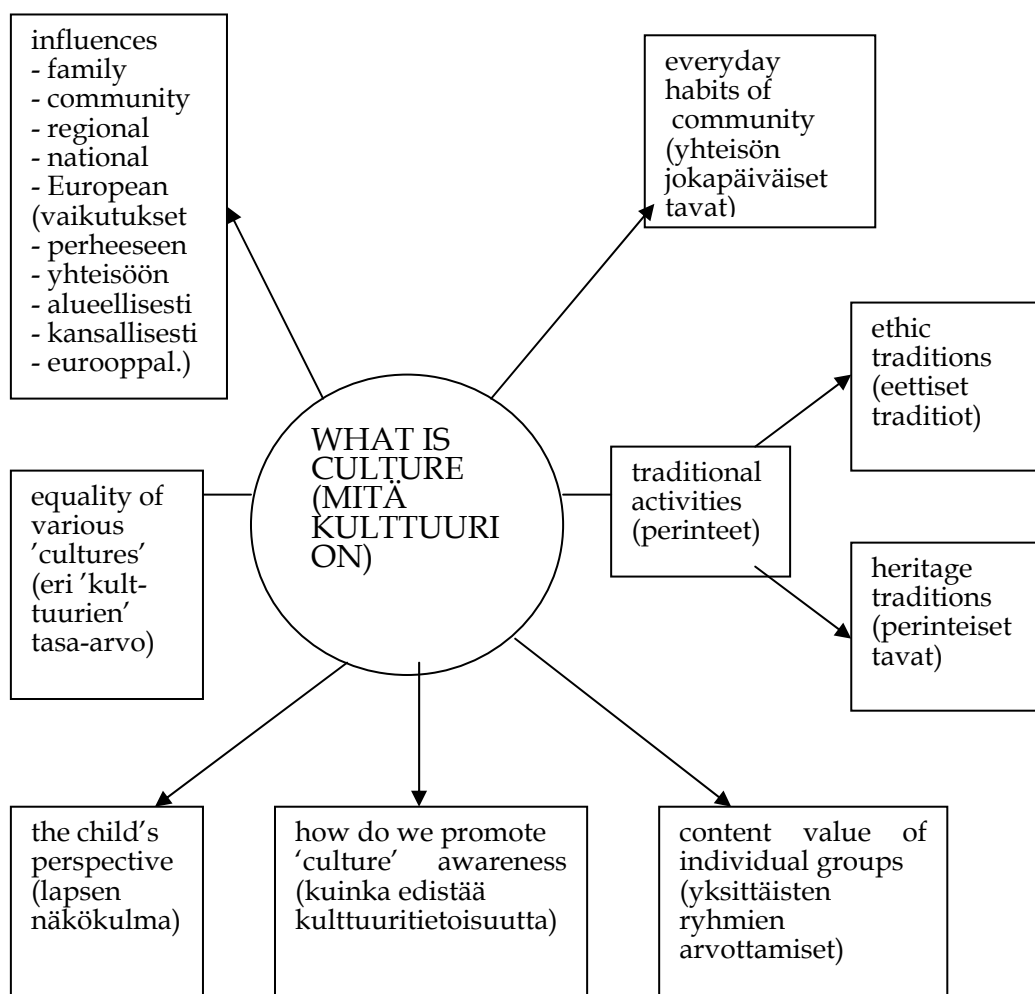 influences
- family
- community
- regional
- national
- European
(vaikutukset
- perheeseen
- yhteisöön
- alueellisesti
- kansallisesti
- eurooppal.)
everyday
habits of
community
(yhteisön
jokapäiväiset
tavat)
ethic
traditions
(eettiset
traditiot)
WHAT IS
CULTURE
(MITÄ
KULTTUURI
ON)
traditional
activities
(perinteet)
equality of
various
'cultures'
(eri 'kult-
tuurien'
tasa-arvo)
heritage
traditions
(perinteiset
tavat)
the child's
perspective
(lapsen
näkökulma)
how do we promote
'culture' awareness
(kuinka edistää
kulttuuritietoisuutta)
content value of
individual groups
(yksittäisten
ryhmien
arvottamiset)